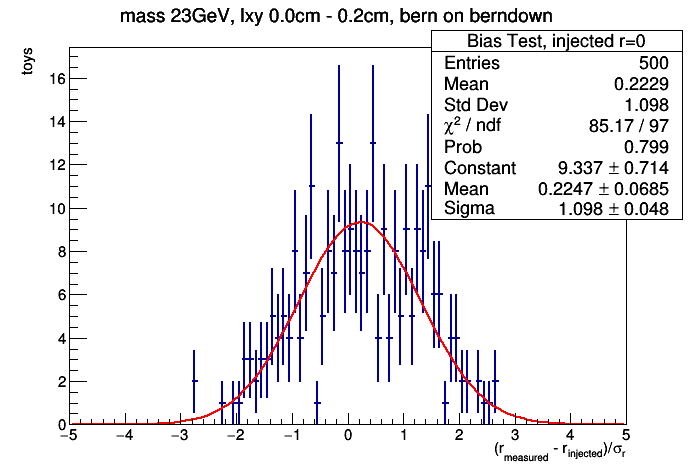 mass 23GeV, lxy 0.0cm - 0.2cm, bern on berndown
Bias Test, injected r=0
Entries 500
Mean 0.2229
Std Dev 1.098
χ² / ndf 85.17 / 97
Prob 0.799
Constant 9.337 ± 0.714
Mean 0.2247 ± 0.0685
Sigma 1.098 ± 0.048
toys
16
14
12
10
8
6
4
2
0
−5 −4 −3 −2 −1 0 1 2 3 4 5
(r_measured - r_injected)/σ_r